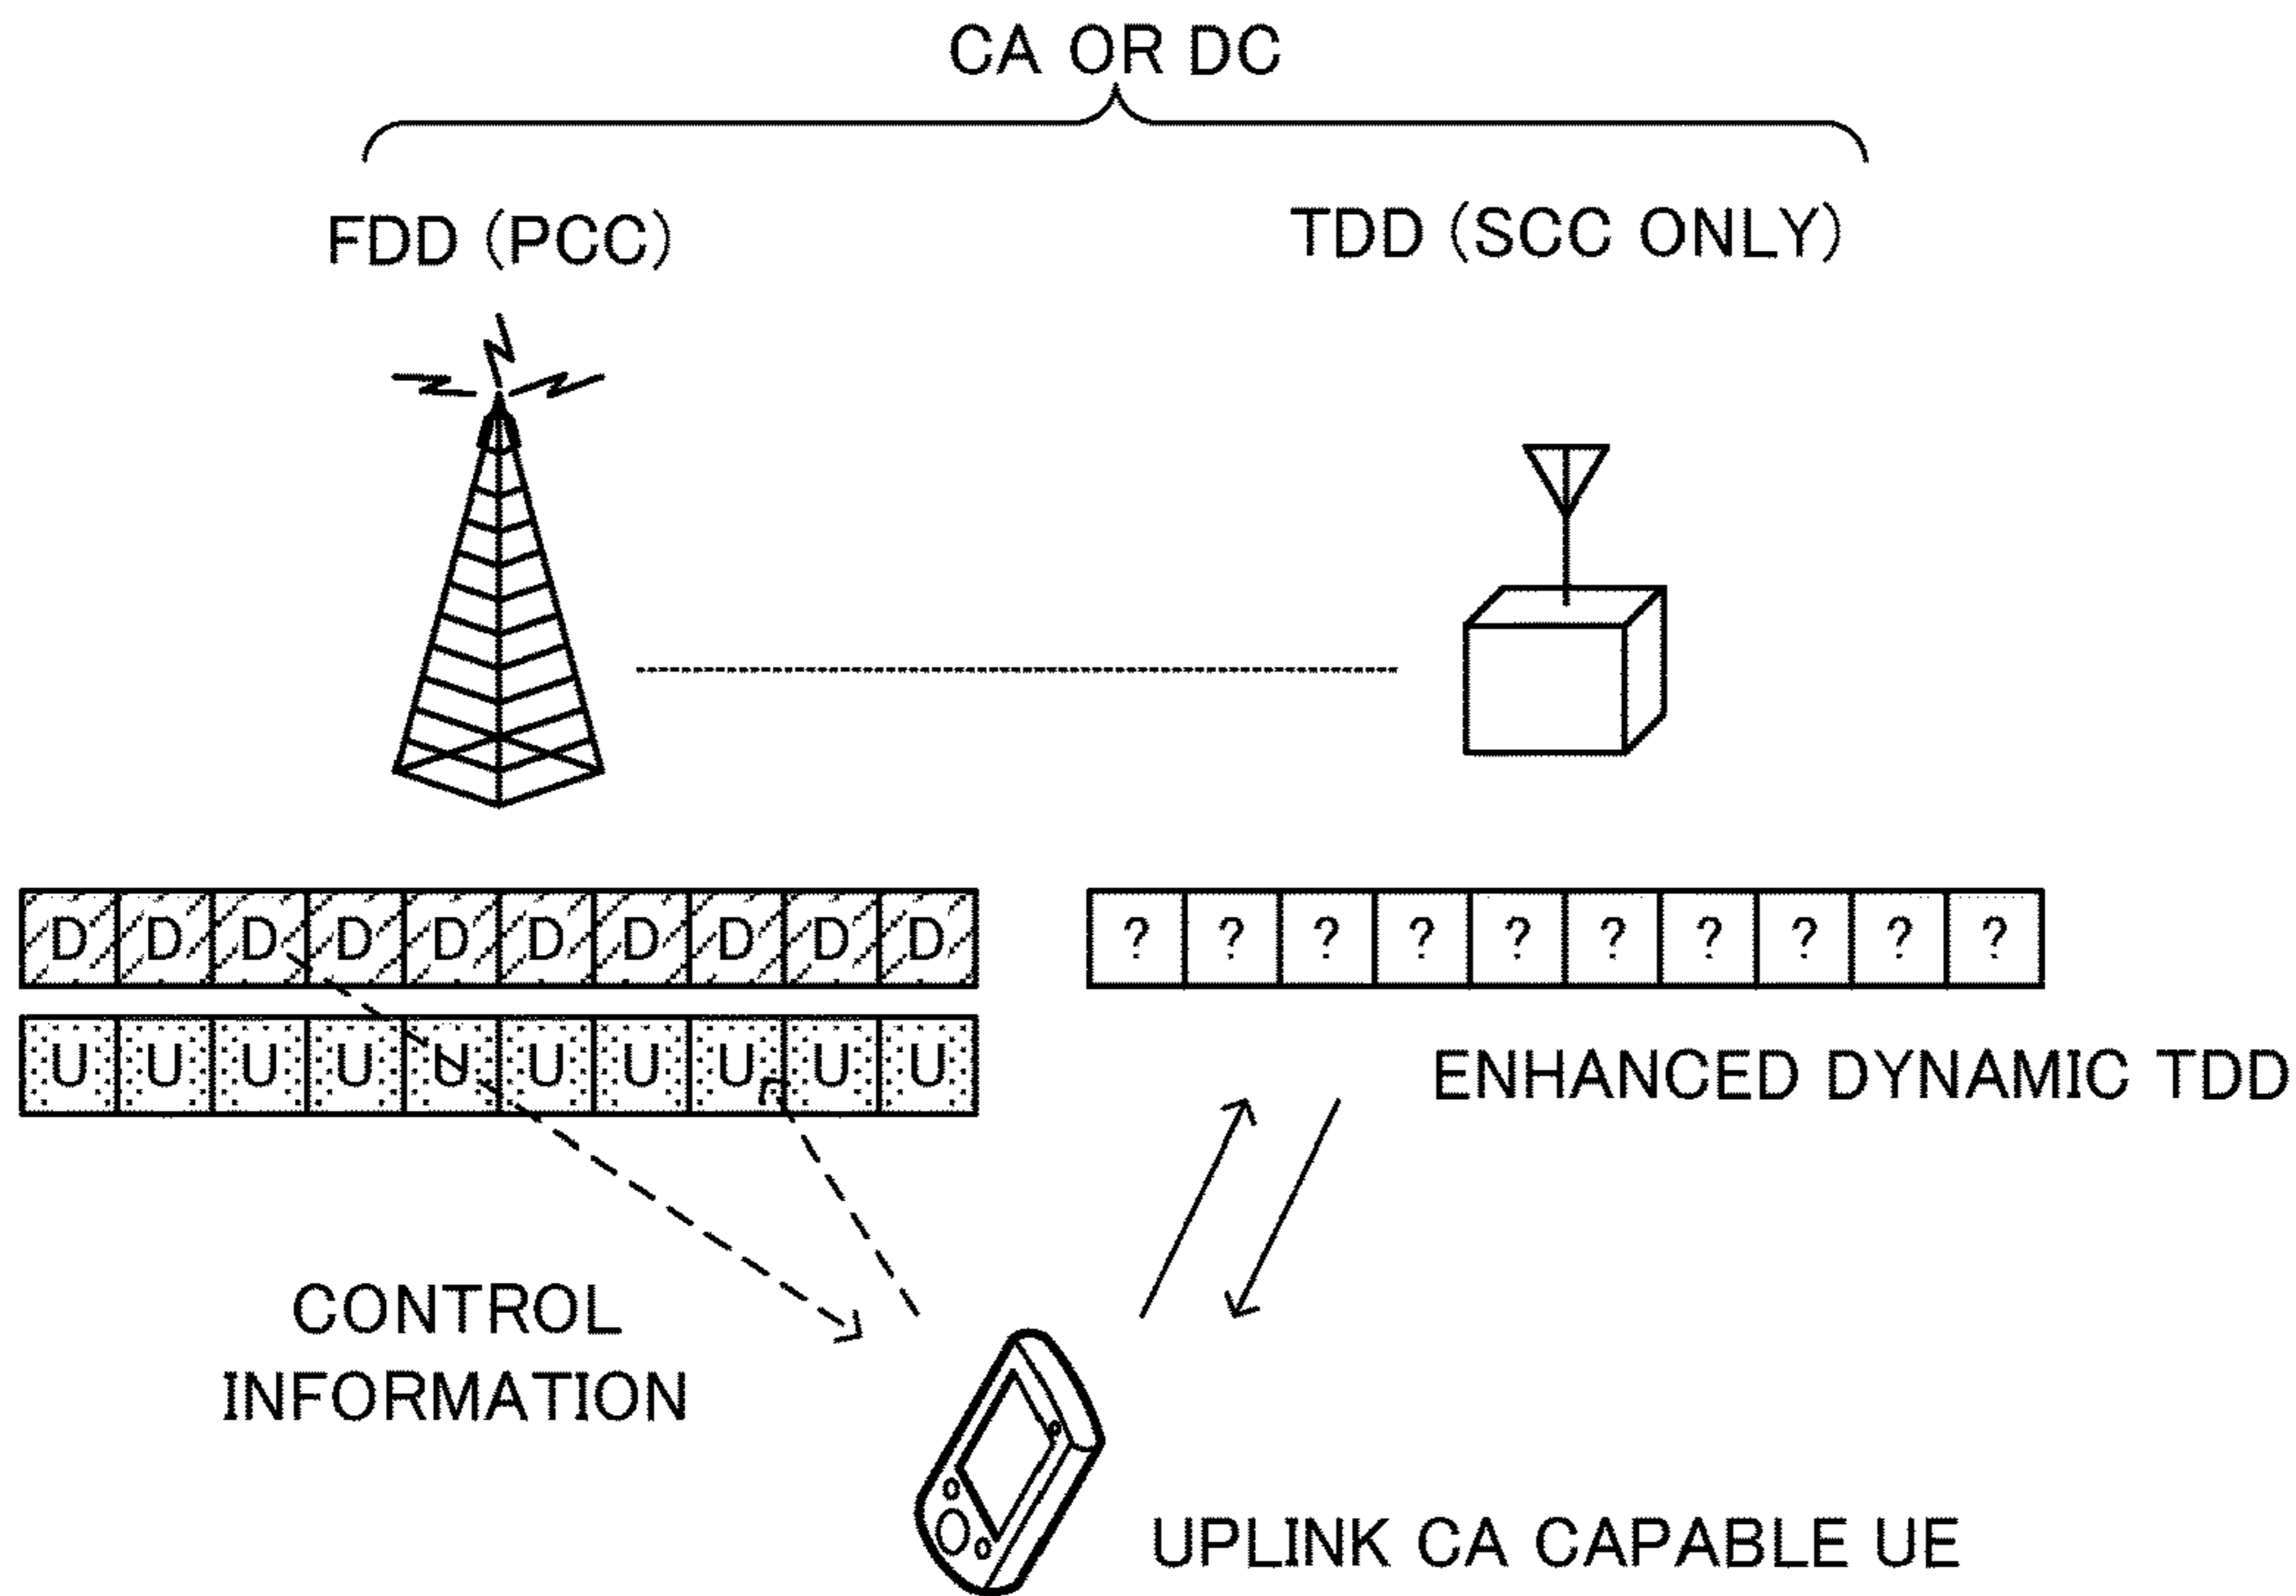 CA OR DC
FDD (PCC)
TDD (SCC ONLY)
D D D D D D D D D D
? ? ? ? ? ? ? ? ? ?
U U U U U U U U U U
ENHANCED DYNAMIC TDD
CONTROL
INFORMATION
UPLINK CA CAPABLE UE